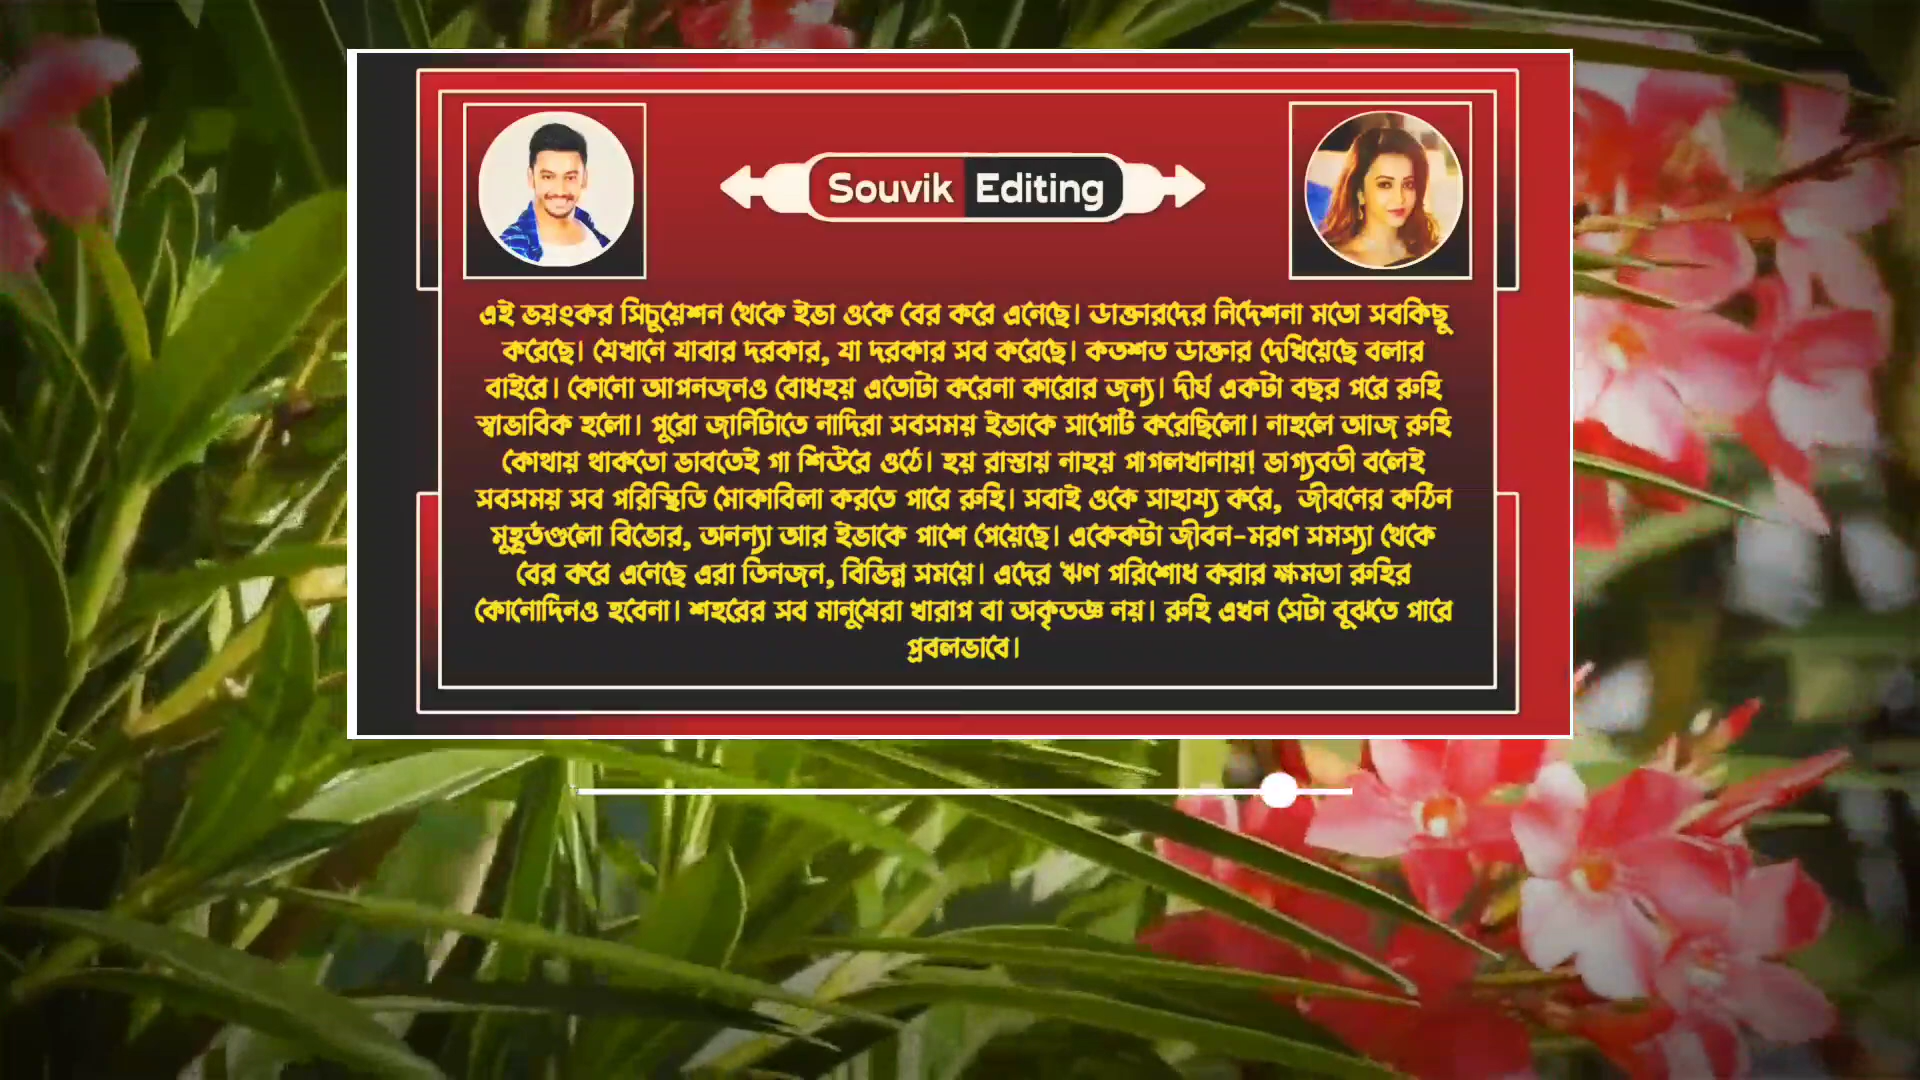 Souvik Editing
এই ভয়ংকর সিচুয়েশন থেকে ইভা ওকে বের করে এনেছে। ডাক্তারদের নির্দেশনা মতো সবকিছু
করেছে। যেখানে যাবার দরকার, যা দরকার সব করেছে। কতশত ডাক্তার দেখিয়েছে বলার
বাইরে। কোনো আপনজনও বোধহয় এতোটা করেনা কারোর জন্য। দীর্ঘ একটা বছর পরে রুহি
স্বাভাবিক হলো। পুরো জার্নিটাতে নাদিরা সবসময় ইভাকে সাপোর্ট করেছিলো। নাহলে আজ রুহি
কোথায় থাকতো ভাবতেই গা শিউরে ওঠে। হয় রাস্তায় নাহয় পাগলখানায়! ভাগ্যবতী বলেই
সবসময় সব পরিস্থিতি মোকাবিলা করতে পারে রুহি। সবাই ওকে সাহায্য করে, জীবনের কঠিন
মুহূর্তগুলো বিভোর, অনন্যা আর ইভাকে পাশে পেয়েছে। একেকটা জীবন-মরণ সমস্যা থেকে
বের করে এনেছে এরা তিনজন, বিভিন্ন সময়ে। এদের ঋণ পরিশোধ করার ক্ষমতা রুহির
কোনোদিনও হবেনা। শহরের সব মানুষেরা খারাপ বা অকৃতজ্ঞ নয়। রুহি এখন সেটা বুঝতে পারে
প্রবলভাবে।